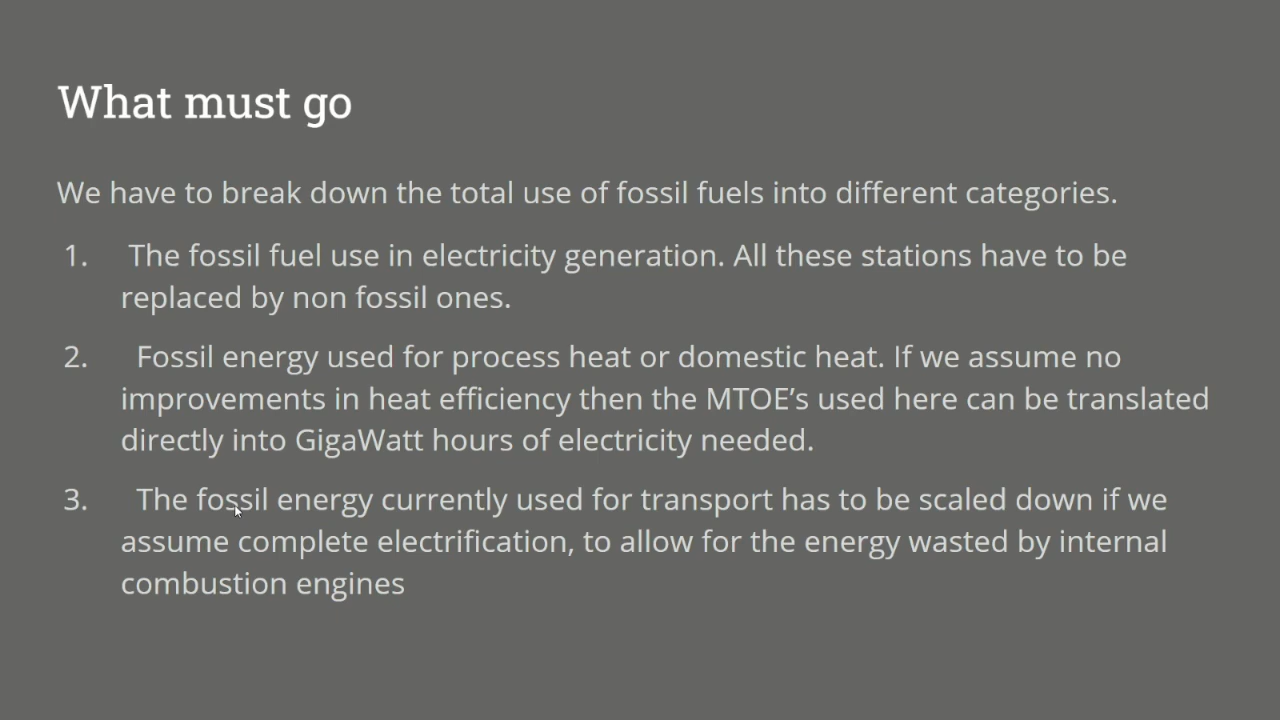 What must go
We have to break down the total use of fossil fuels into different categories.
1. The fossil fuel use in electricity generation. All these stations have to be
replaced by non fossil ones.
2. Fossil energy used for process heat or domestic heat. If we assume no
improvements in heat efficiency then the MTOE’s used here can be translated
directly into GigaWatt hours of electricity needed.
3. The fossil energy currently used for transport has to be scaled down if we
assume complete electrification, to allow for the energy wasted by internal
combustion engines